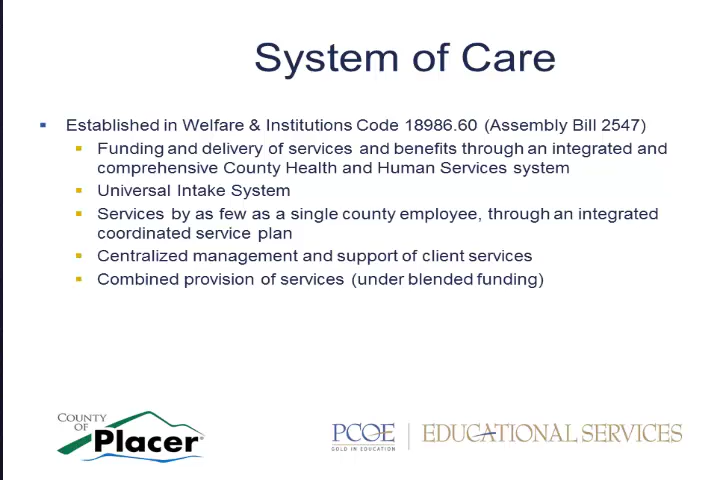 System of Care
Established in Welfare & Institutions Code 18986.60 (Assembly Bill 2547)
Funding and delivery of services and benefits through an integrated and
comprehensive County Health and Human Services system
Universal Intake System
Services by as few as a single county employee, through an integrated
coordinated service plan
Centralized management and support of client services
Combined provision of services (under blended funding)
COUNTY
OF
Placer®
PCOE
GOLD IN EDUCATION
EDUCATIONAL SERVICES